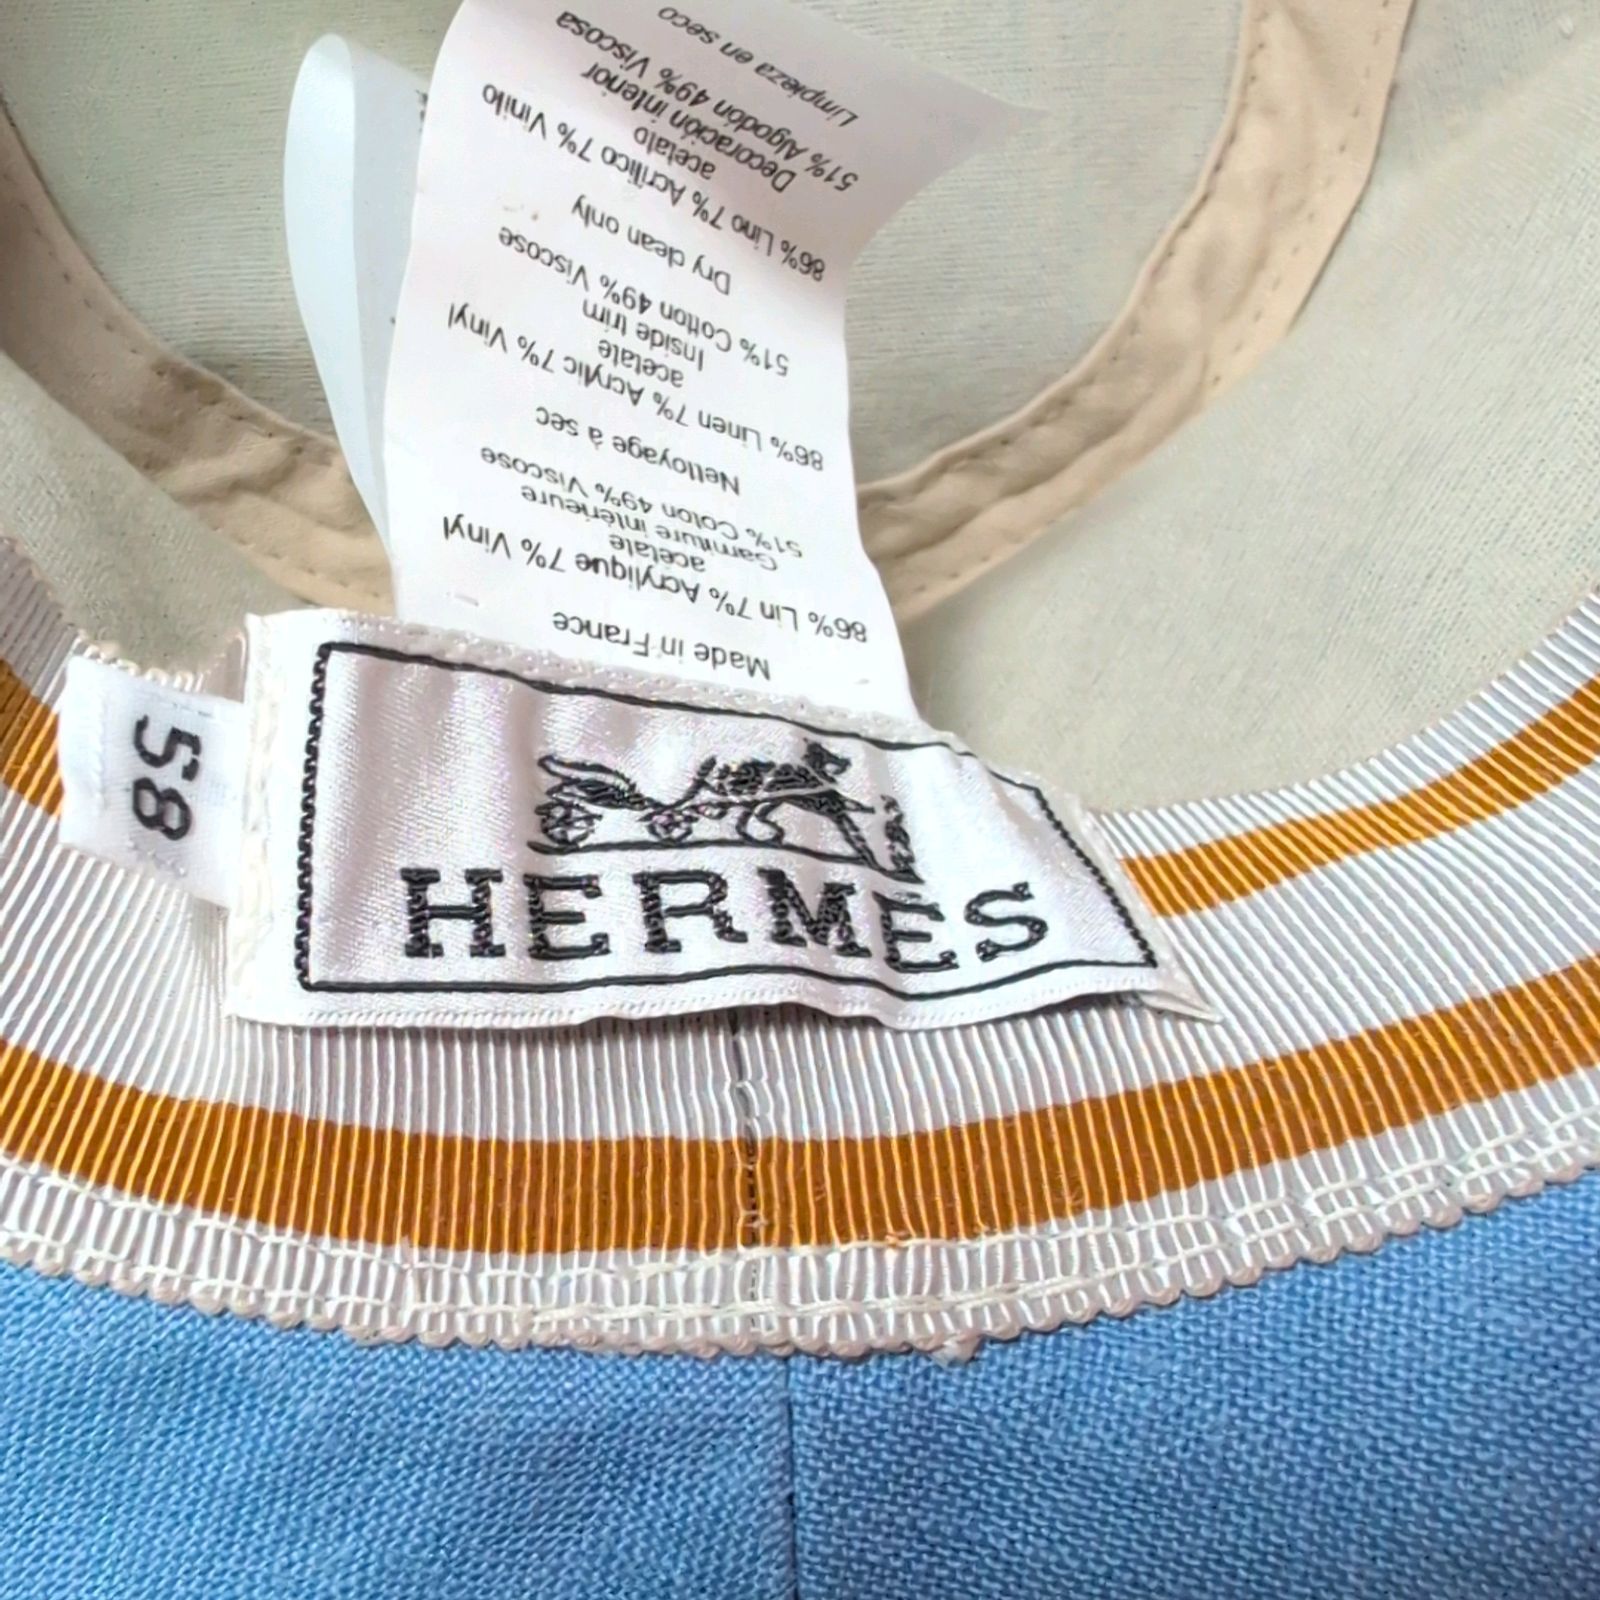 Made in France
86% Lin 7% Acrylique 7% Vinyl
acetate
Garniture intérieure
51% Coton 49% Viscose
Nettoyage à sec
86% Linen 7% Acrylic 7% Vinyl
acetate
Inside trim
51% Cotton 49% Viscose
Dry clean only
86% Lino 7% Acrílico 7% Vinilo
acetato
Decoración interior
51% Algodón 49% Viscosa
Limpieza en seco
58
HERMES